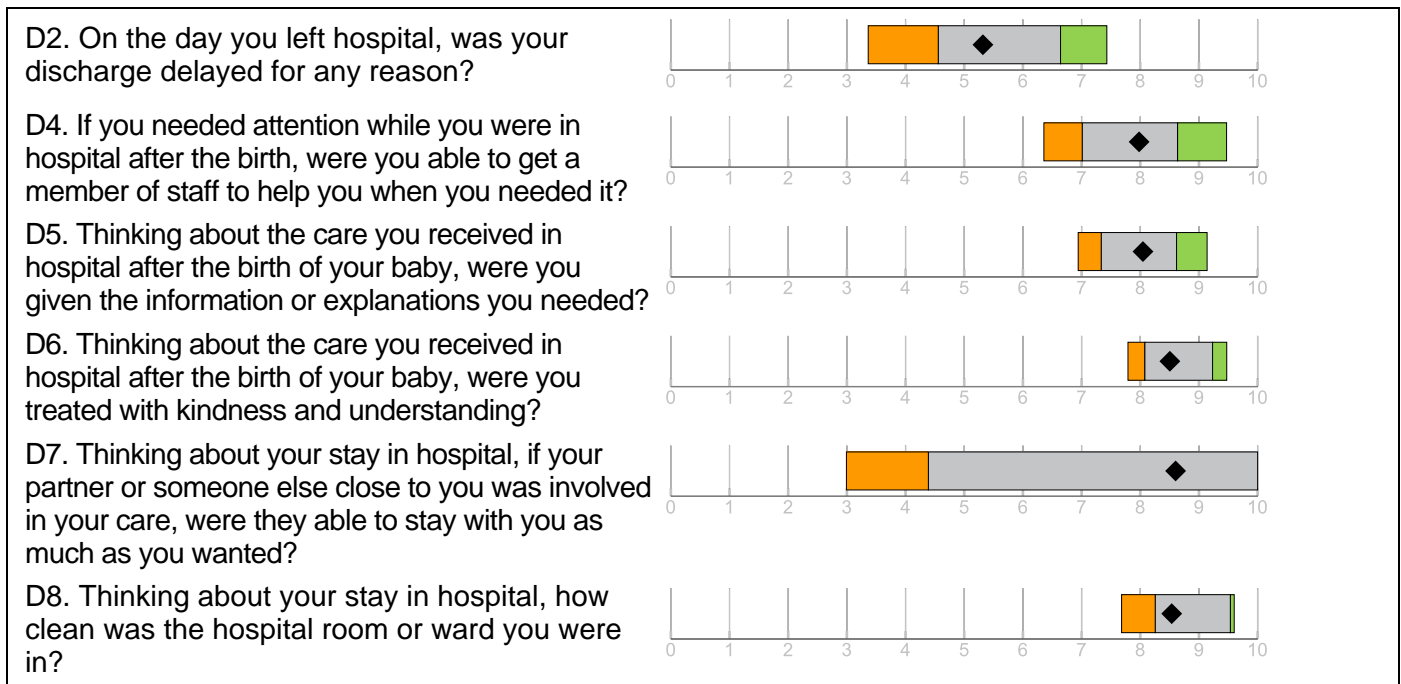 D2. On the day you left hospital, was your
discharge delayed for any reason?
0 1 2 3 4 5 6 7 8 9 10
D4. If you needed attention while you were in
hospital after the birth, were you able to get a
member of staff to help you when you needed it?
0 1 2 3 4 5 6 7 8 9 10
D5. Thinking about the care you received in
hospital after the birth of your baby, were you
given the information or explanations you needed?
0 1 2 3 4 5 6 7 8 9 10
D6. Thinking about the care you received in
hospital after the birth of your baby, were you
treated with kindness and understanding?
0 1 2 3 4 5 6 7 8 9 10
D7. Thinking about your stay in hospital, if your
partner or someone else close to you was involved
in your care, were they able to stay with you as
much as you wanted?
0 1 2 3 4 5 6 7 8 9 10
D8. Thinking about your stay in hospital, how
clean was the hospital room or ward you were
in?
0 1 2 3 4 5 6 7 8 9 10